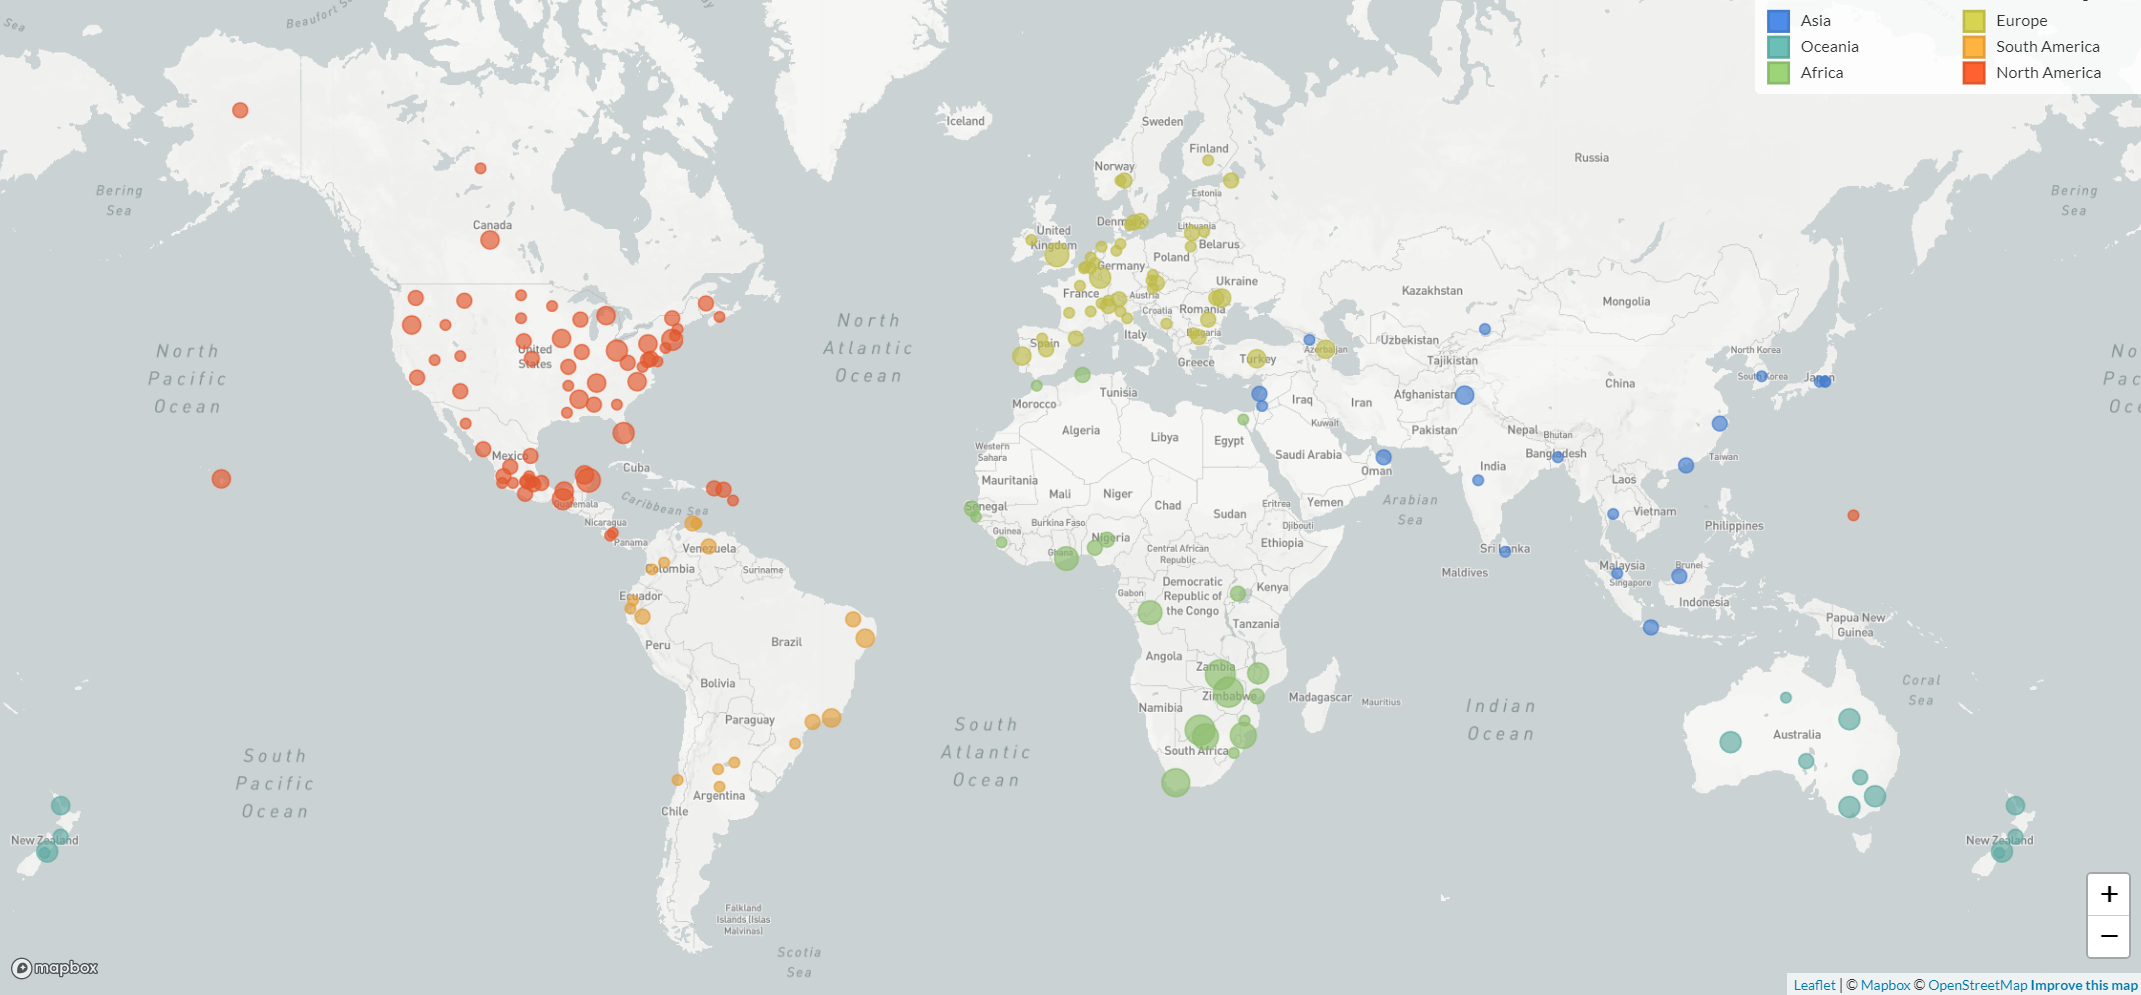 Asia
Europe
Oceania
South America
Africa
North America
Sea
Beaufort
Iceland
Sweden
Finland
Russia
Norway
Bering
Sea
Estonia
Bering
Sea
Canada
Denmark
Lithuania
United
Kingdom
Belarus
Poland
Germany
Ukraine
Kazakhstan
Mongolia
France
Austria
Romania
Croatia
North
Atlantic
Ocean
Italy
Bulgaria
Spain
Greece
Turkey
Azerbaijan
Uzbekistan
Tajikistan
North Korea
South Korea
Japan
China
North
Pacific
Ocean
United
States
No
Pac
Oc
Morocco
Tunisia
Iraq
Iran
Afghanistan
Algeria
Libya
Egypt
Kuwait
Pakistan
Nepal
Bhutan
Western
Sahara
Saudi Arabia
Oman
India
Bangladesh
Taiwan
Mexico
Cuba
Mauritania
Mali
Niger
Chad
Sudan
Eritrea
Yemen
Arabian
Sea
Laos
Vietnam
Philippines
Guatemala
Caribbean Sea
Nicaragua
Panama
Senegal
Burkina Faso
Guinea
Djibouti
Nigeria
Ghana
Central African
Republic
Ethiopia
Sri Lanka
Maldives
Malaysia
Brunei
Singapore
Venezuela
Colombia
Suriname
Ecuador
Gabon
Democratic
Republic of
the Congo
Kenya
Tanzania
Indonesia
Papua New
Guinea
Peru
Brazil
Angola
Zambia
Bolivia
Zimbabwe
Madagascar
Mauritius
Coral
Sea
Paraguay
Namibia
Indian
Ocean
South
Atlantic
Ocean
South Africa
Australia
South
Pacific
Ocean
Argentina
Chile
New Zealand
New Zealand
Falkland
Islands (Islas
Malvinas)
Scotia
Sea
+
−
mapbox
Leaflet | © Mapbox © OpenStreetMap Improve this map